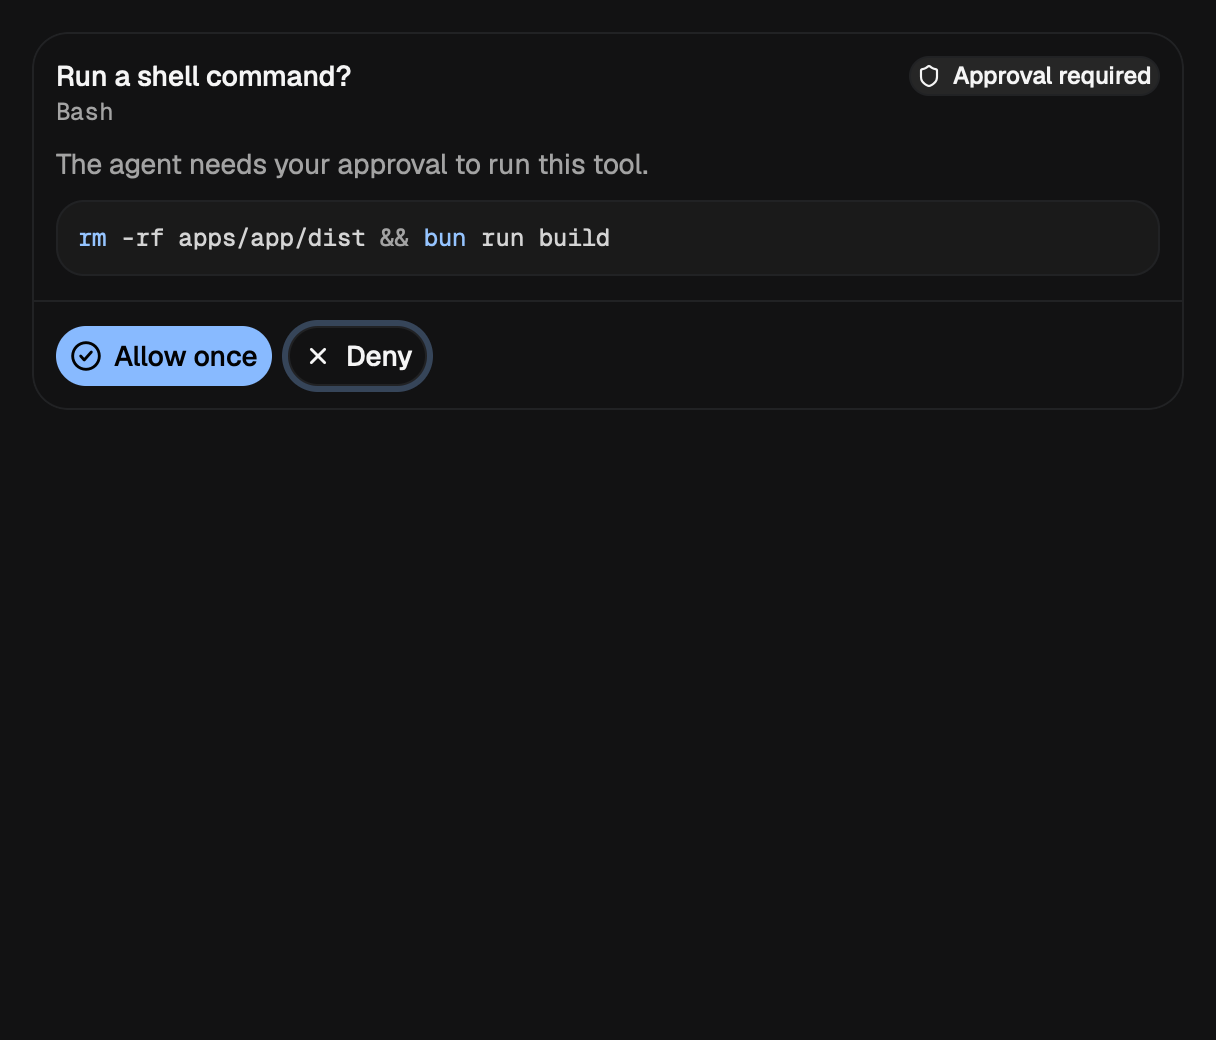 Run a shell command?
Approval required
Bash
The agent needs your approval to run this tool.
rm -rf apps/app/dist && bun run build
Allow once
Deny